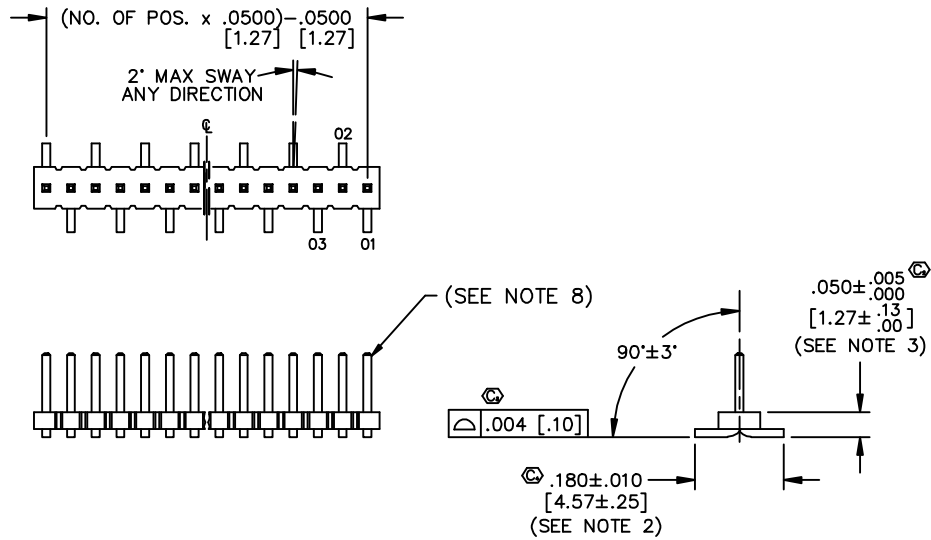 (NO. OF POS. x .0500)-.0500
[1.27] [1.27]
2° MAX SWAY
ANY DIRECTION
℄
02
03 01
(SEE NOTE 8)
C
.050±.005
.000
[1.27±.13
.00]
(SEE NOTE 3)
90°±3°
C
.004 [.10]
C .180±.010
[4.57±.25]
(SEE NOTE 2)